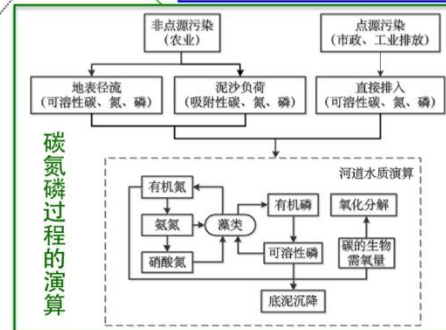 非点源污染
（农业）
点源污染
（市政、工业排放）
地表径流
（可溶性碳、氮、磷）
泥沙负荷
（吸附性碳、氮、磷）
直接排入
（可溶性碳、氮、磷）
碳氮磷过程的演算
河道水质演算
有机氮
氨氮
硝酸氮
藻类
有机磷
可溶性磷
底泥沉降
氧化分解
碳的生物
需氧量